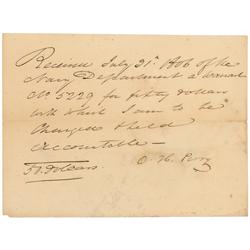 Received July 31st 1806 of the
Navy Department a warrant
No 5229 for fifty dollars
with which I am to be
Charged & held
accountable —
50. dollars
O. H. Perry